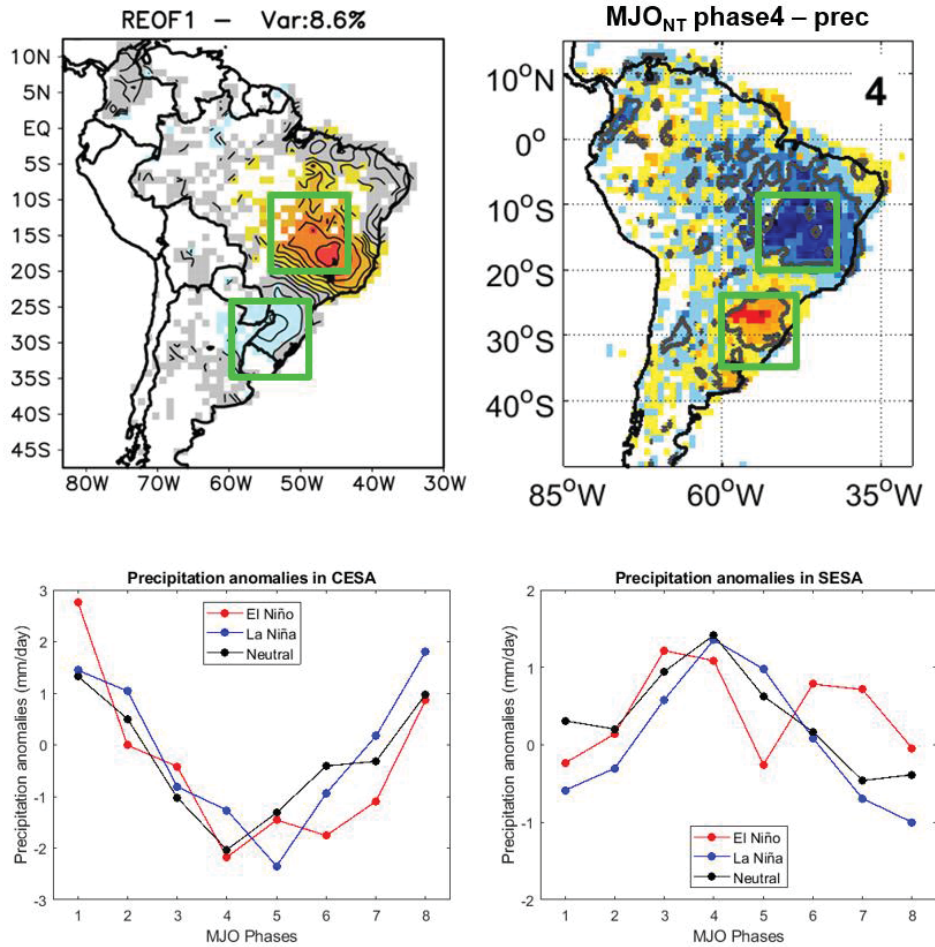 REOF1 – Var:8.6%
10N
5N
EQ
5S
10S
15S
20S
25S
30S
35S
40S
45S
80W 70W 60W 50W 40W 30W
MJO_NT phase4 – prec
4
10°N
0°
10°S
20°S
30°S
40°S
85°W 60°W 35°W
Precipitation anomalies in CESA
Precipitation anomalies (mm/day)
3
2
1
0
-1
-2
-3
El Niño
La Niña
Neutral
1 2 3 4 5 6 7 8
MJO Phases
Precipitation anomalies in SESA
Precipitation anomalies (mm/day)
2
1
0
-1
-2
El Niño
La Niña
Neutral
1 2 3 4 5 6 7 8
MJO Phases